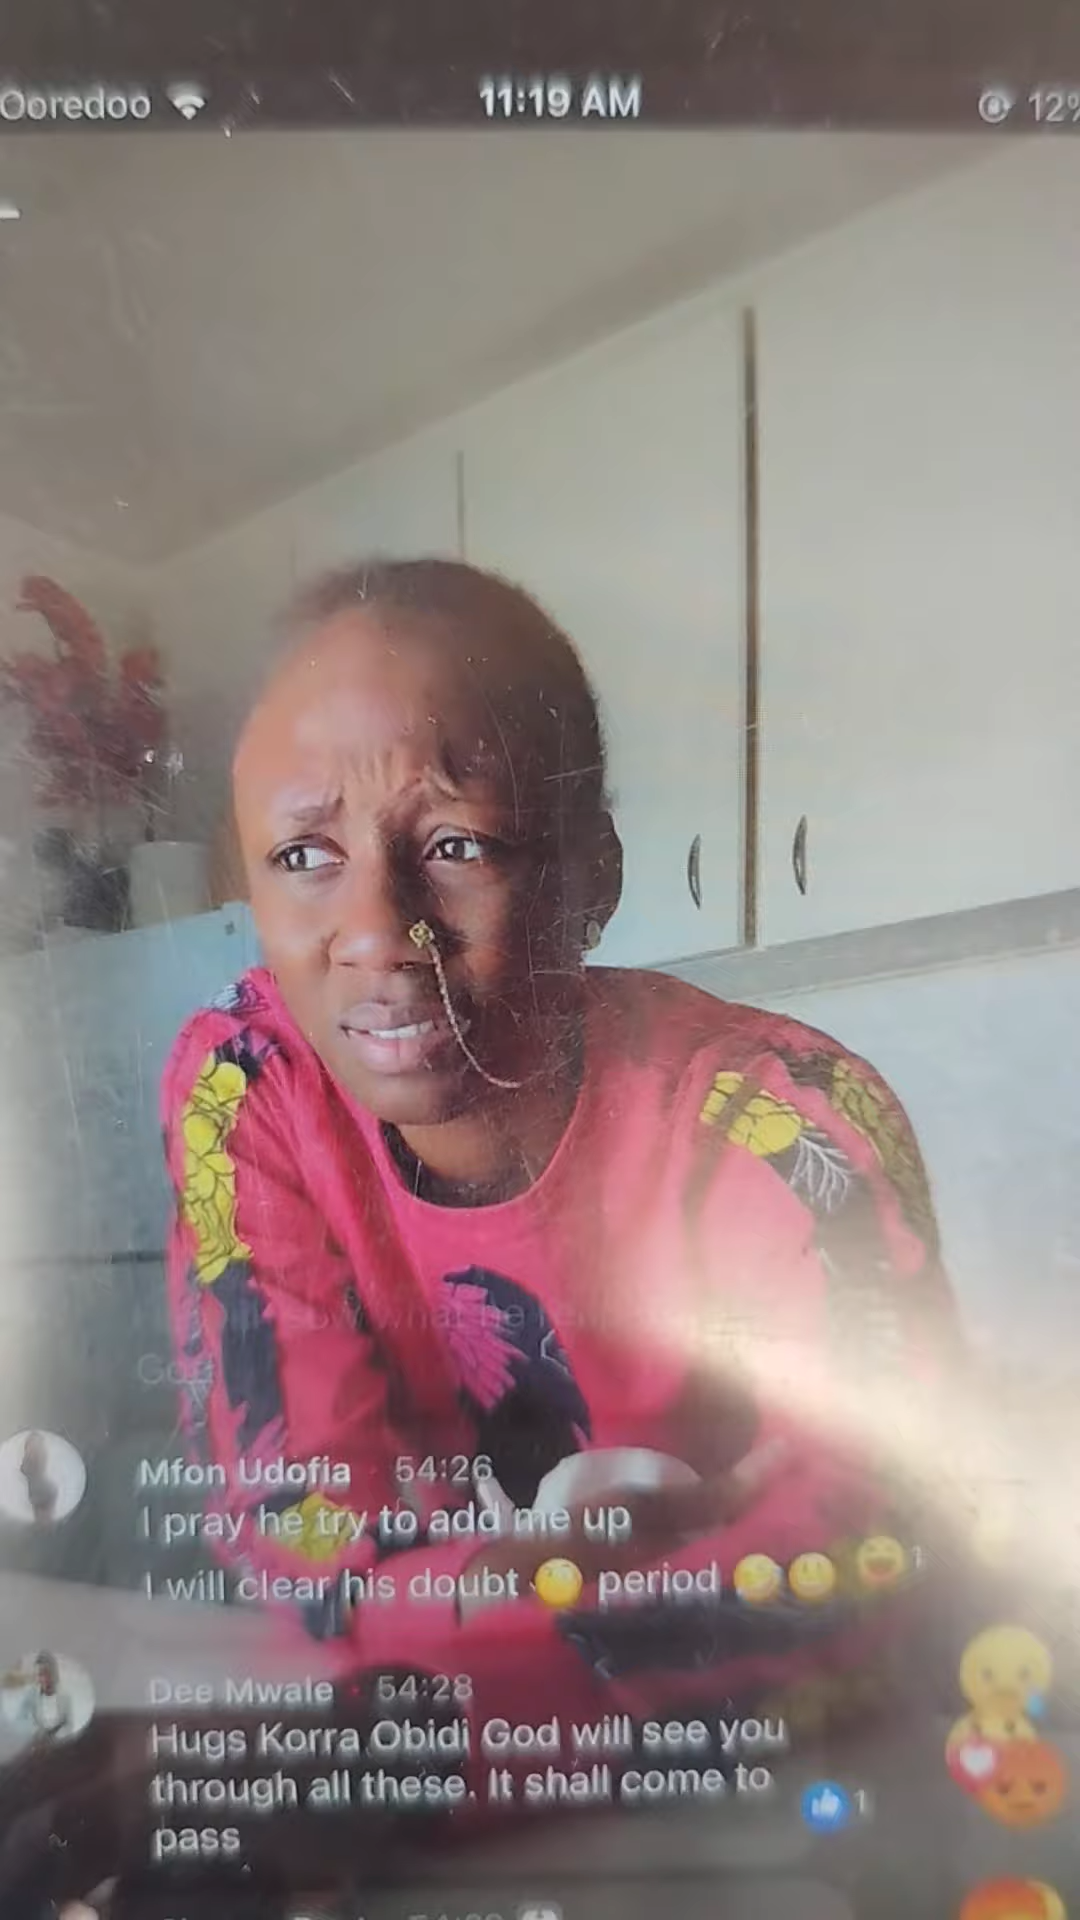 Ooredoo 11:19 AM 12%
Mfon Udofia · 54:26
I pray he try to add me up
I will clear his doubt 🤔 period 1
Dee Mwale · 54:28
Hugs Korra Obidi God will see you
through all these. It shall come to
pass
1